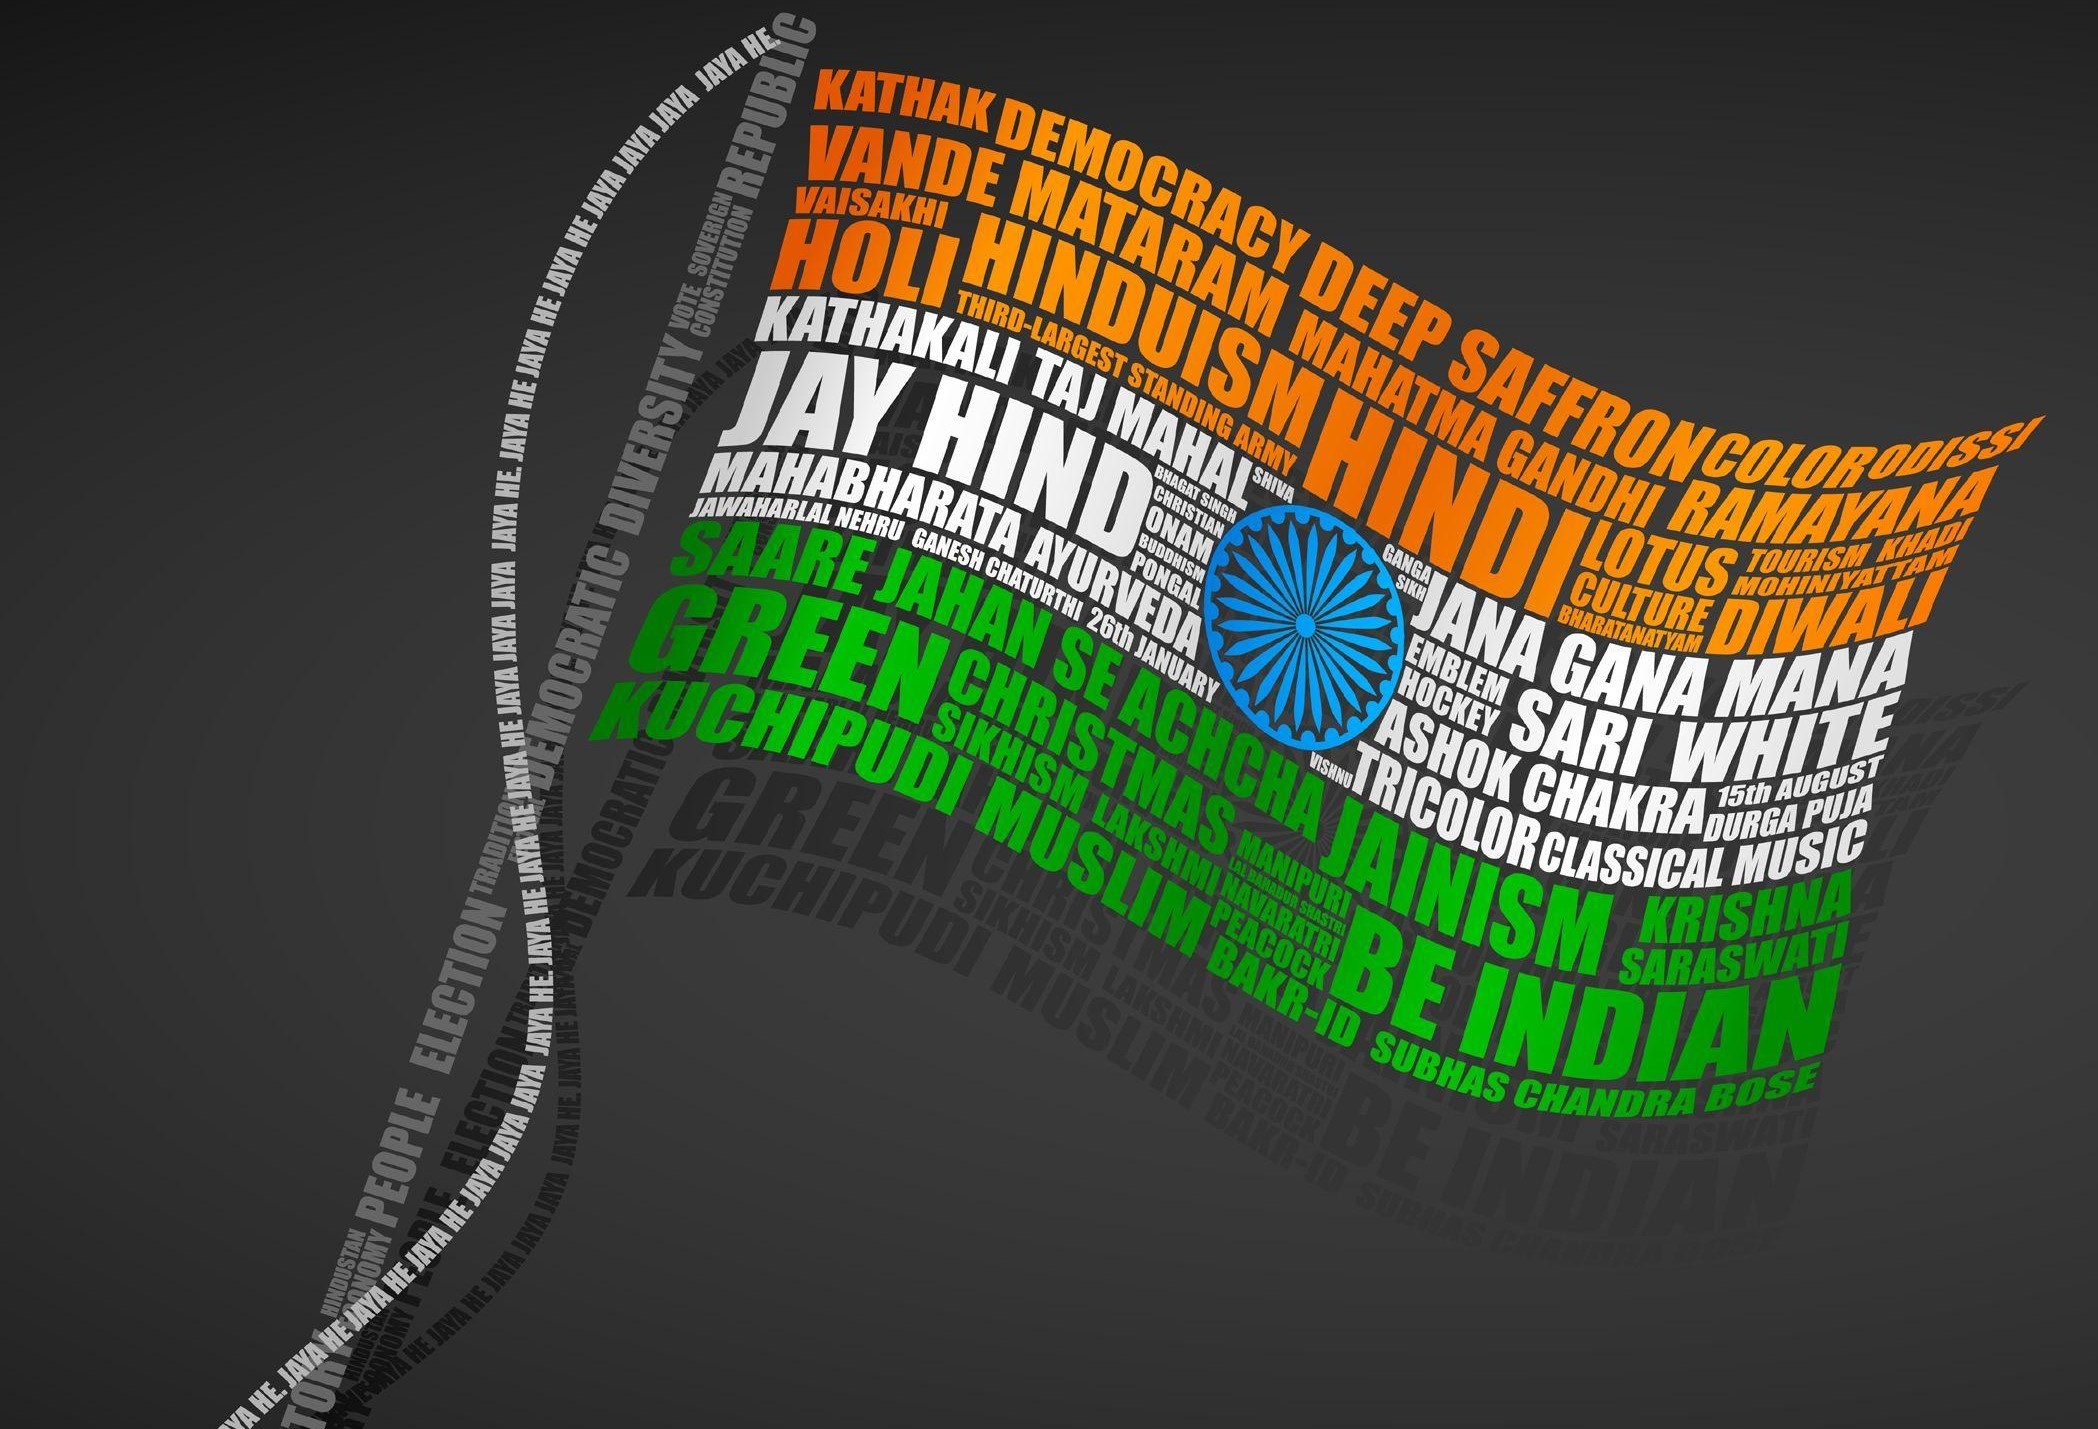 JAYA HE JAYA HE JAYA HE. JAYA HE JAYA HE JAYA HE JAYA JAYA JAYA JAYA HE.
REPUBLIC
SOVERIGN
CONSTITUTION
VOTE
DIVERSITY
DEMOCRATIC
TRADITION
ELECTION
PEOPLE
HINDUSTAN
KATHAK DEMOCRACY DEEP SAFFRON COLOR ODISSI
VANDE MATARAM MAHATMA GANDHI RAMAYANA
VAISAKHI
HOLI HINDUISM HINDI
THIRD-LARGEST STANDING ARMY
LOTUS TOURISM KHADI
CULTURE MOHINIYATTAM
BHARATANATYAM DIWALI
KATHAKALI TAJ MAHAL SHIVA
JAY HIND
BHAGAT SINGH
CHRISTIAN
ONAM
BUDDHISM
PONGAL
MAHABHARATA AYURVEDA
JAWAHARLAL NEHRU GANESH CHATURTHI 26th JANUARY
GANGA
SIKH
JANA GANA MANA
EMBLEM
HOCKEY
SARI WHITE
ASHOK CHAKRA 15th AUGUST
DURGA PUJA
VISHNU
TRICOLOR CLASSICAL MUSIC
SAARE JAHAN SE ACHCHA JAINISM KRISHNA
SARASWATI
GREEN CHRISTMAS
SIKHISM LAKSHMI
MANIPURI
LAL BAHADUR SHASTRI
NAVARATRI
PEACOCK
BAKR-ID
BE INDIAN
KUCHIPUDI MUSLIM
SUBHAS CHANDRA BOSE